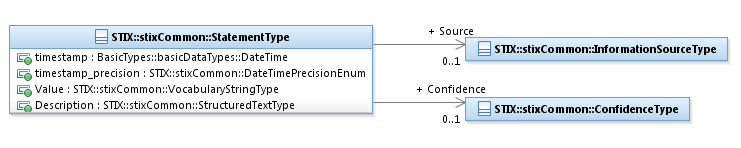 STIX::stixCommon::StatementType
timestamp : BasicTypes::basicDataTypes::DateTime
timestamp_precision : STIX::stixCommon::DateTimePrecisionEnum
Value : STIX::stixCommon::VocabularyStringType
Description : STIX::stixCommon::StructuredTextType
+ Source
0..1
STIX::stixCommon::InformationSourceType
+ Confidence
0..1
STIX::stixCommon::ConfidenceType